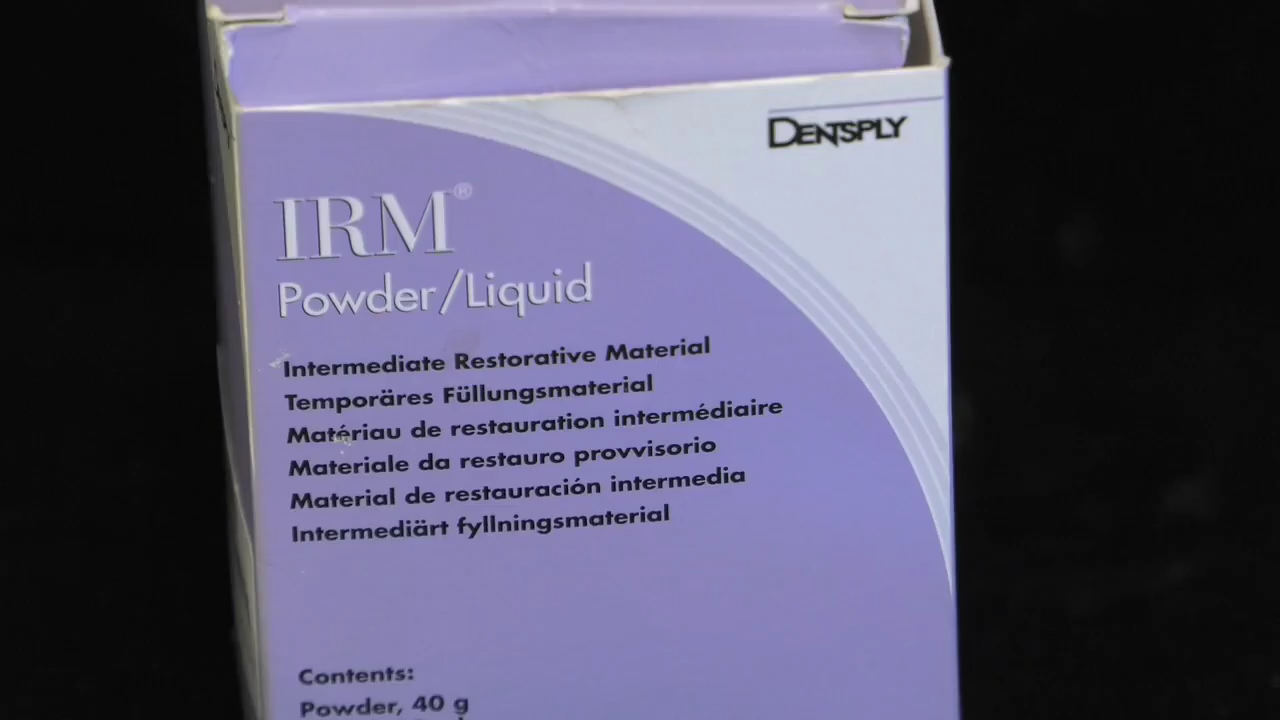 DENTSPLY
IRM®
Powder/Liquid
Intermediate Restorative Material
Temporäres Füllungsmaterial
Matériau de restauration intermédiaire
Materiale da restauro provvisorio
Material de restauración intermedia
Intermediärt fyllningsmaterial
Contents:
Powder, 40 g